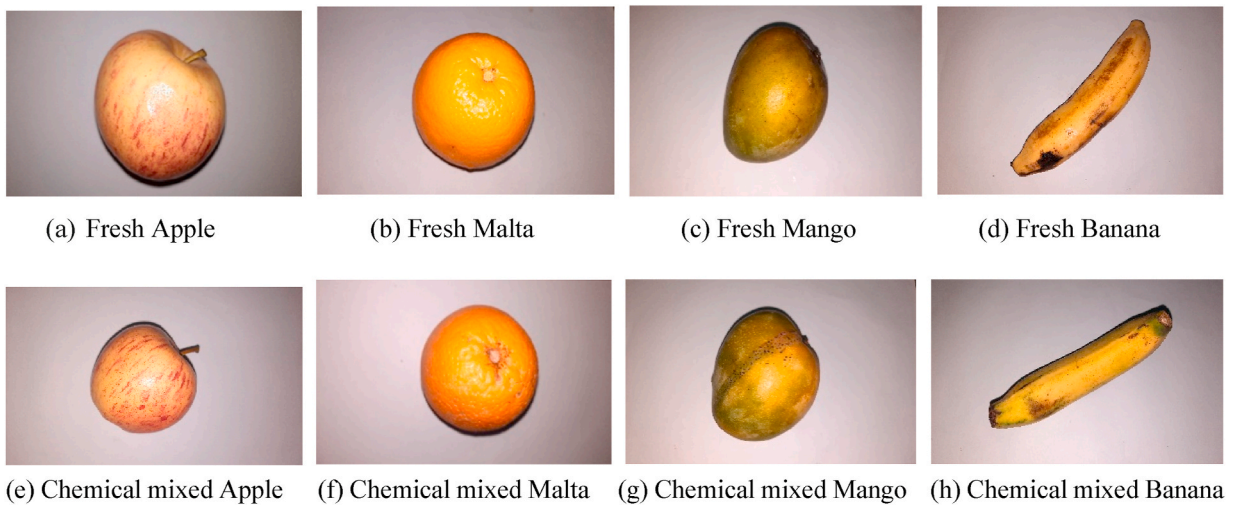 (a) Fresh Apple
(b) Fresh Malta
(c) Fresh Mango
(d) Fresh Banana
(e) Chemical mixed Apple
(f) Chemical mixed Malta
(g) Chemical mixed Mango
(h) Chemical mixed Banana